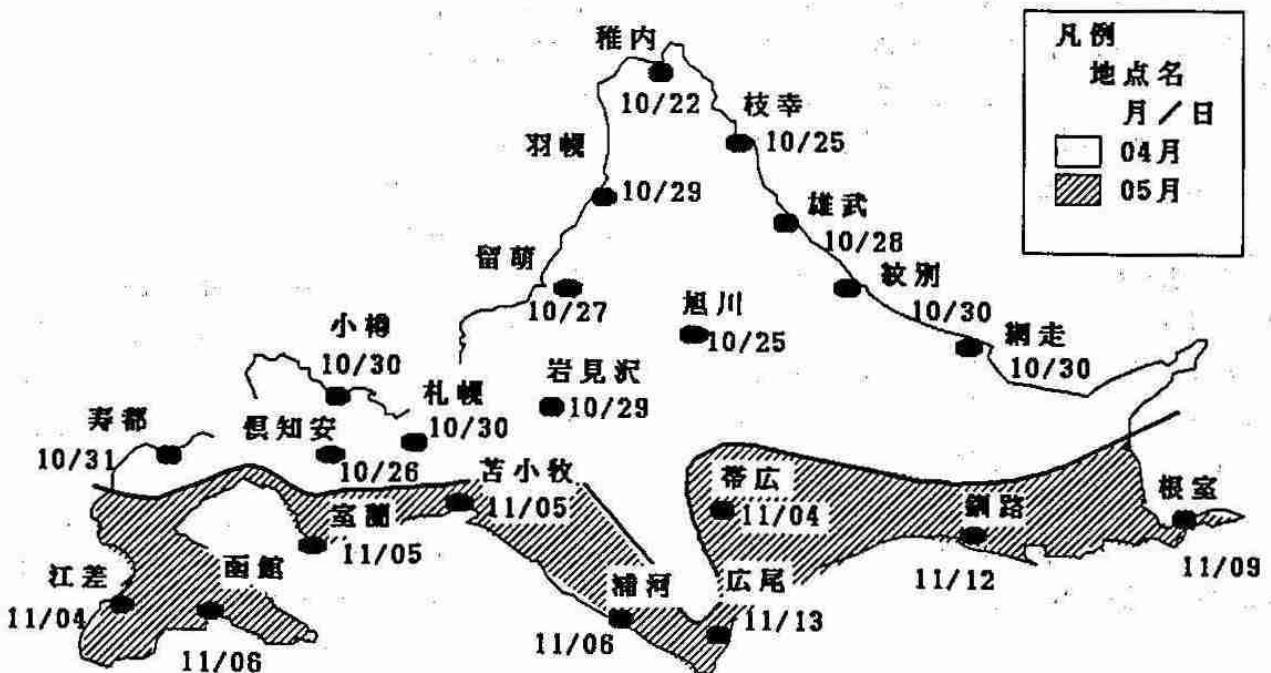 凡例
地点名
月／日
04月
05月
稚内
10/22
枝幸
10/25
羽幌
10/29
雄武
10/28
留萌
10/27
紋別
10/30
旭川
10/25
網走
10/30
小樽
10/30
岩見沢
10/29
札幌
10/30
寿都
10/31
倶知安
10/26
苫小牧
11/05
帯広
11/04
釧路
11/12
根室
11/09
室蘭
11/05
江差
11/04
函館
11/06
浦河
11/06
広尾
11/13